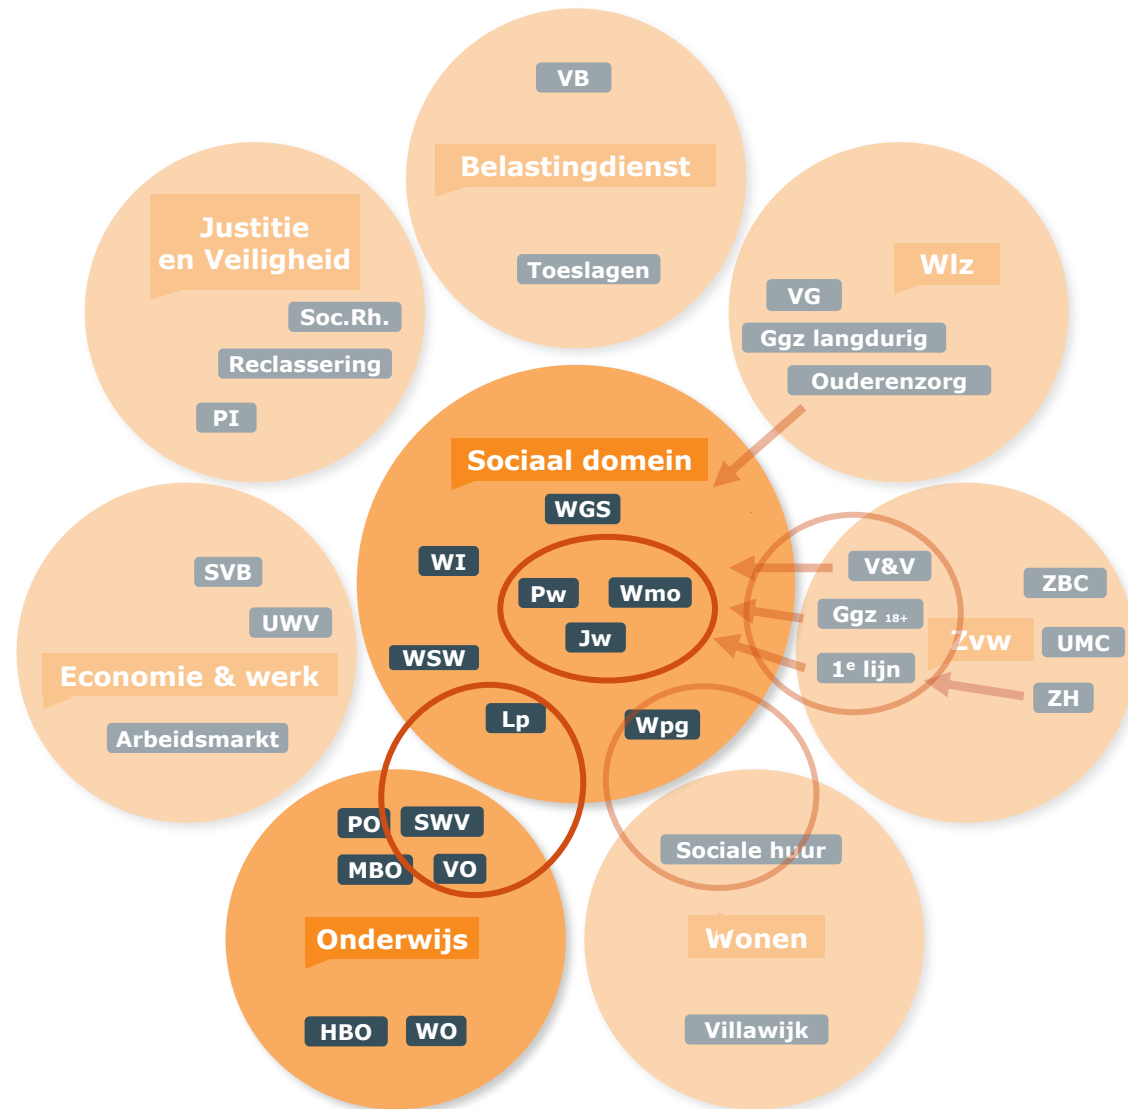 VB
Belastingdienst
Toeslagen
Justitie
en Veiligheid
Soc.Rh.
Reclassering
PI
Wlz
VG
Ggz langdurig
Ouderenzorg
Sociaal domein
WGS
WI
Pw
Wmo
Jw
WSW
Lp
Wpg
SVB
UWV
Economie & werk
Arbeidsmarkt
V&V
ZBC
Ggz 18+
Zvw
UMC
1e lijn
ZH
PO
SWV
MBO
VO
Onderwijs
HBO
WO
Sociale huur
Wonen
Villawijk